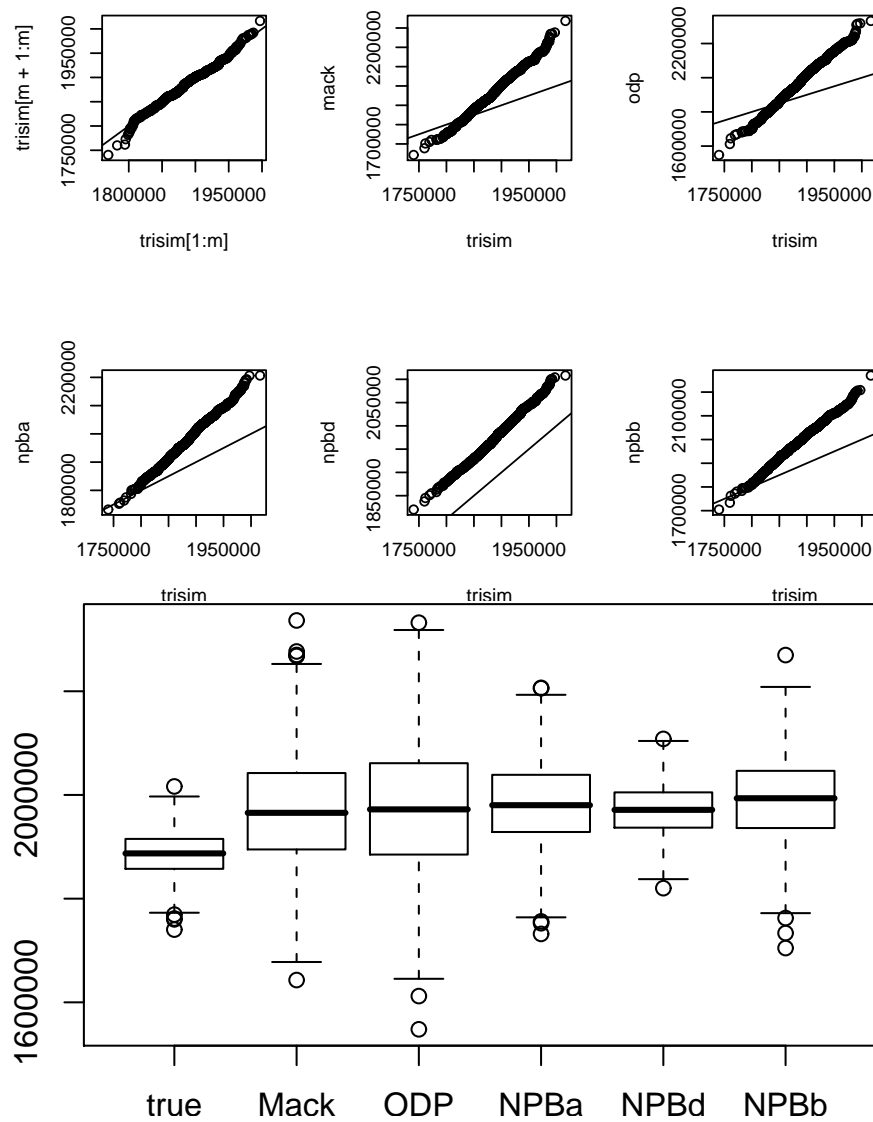 trisim[m + 1:m]
1750000 1950000
1800000 1950000
trisim[1:m]
mack
1700000 2200000
1750000 1950000
trisim
odp
1600000 2200000
1750000 1950000
trisim
npba
1800000 2200000
1750000 1950000
trisim
npbd
1850000 2050000
1750000 1950000
trisim
npbb
1700000 2100000
1750000 1950000
trisim
1600000 2000000
true Mack ODP NPBa NPBd NPBb